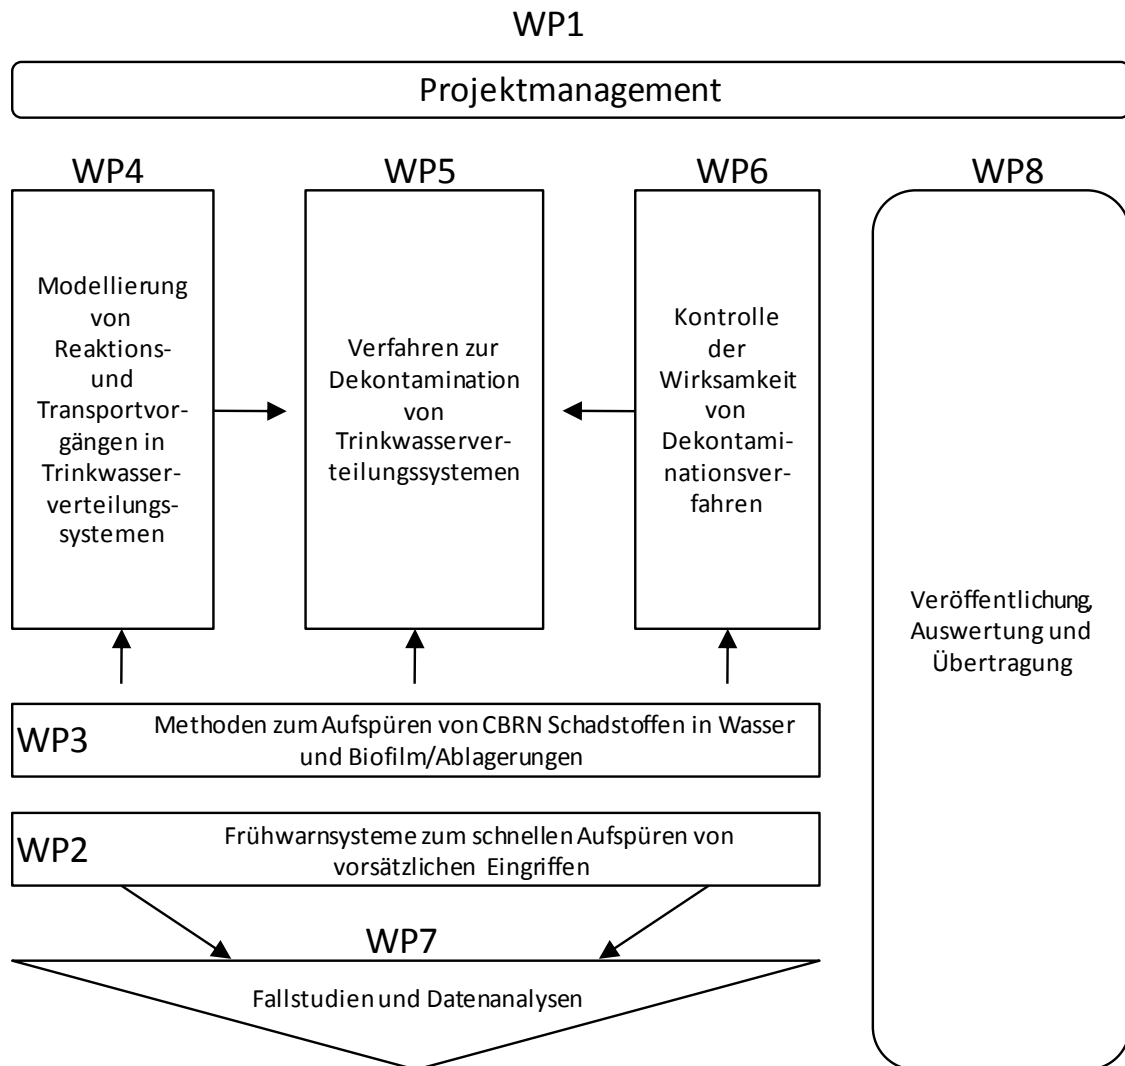 WP1
Projektmanagement
WP4
Modellierung
von
Reaktions-
und
Transportvor-
gängen in
Trinkwasser-
verteilungs-
systemen
WP5
Verfahren zur
Dekontamination
von
Trinkwasserver-
teilungssystemen
WP6
Kontrolle
der
Wirksamkeit
von
Dekontami-
nationsver-
fahren
WP8
Veröffentlichung,
Auswertung und
Übertragung
WP3
Methoden zum Aufspüren von CBRN Schadstoffen in Wasser
und Biofilm/Ablagerungen
WP2
Frühwarnsysteme zum schnellen Aufspüren von
vorsätzlichen Eingriffen
WP7
Fallstudien und Datenanalysen